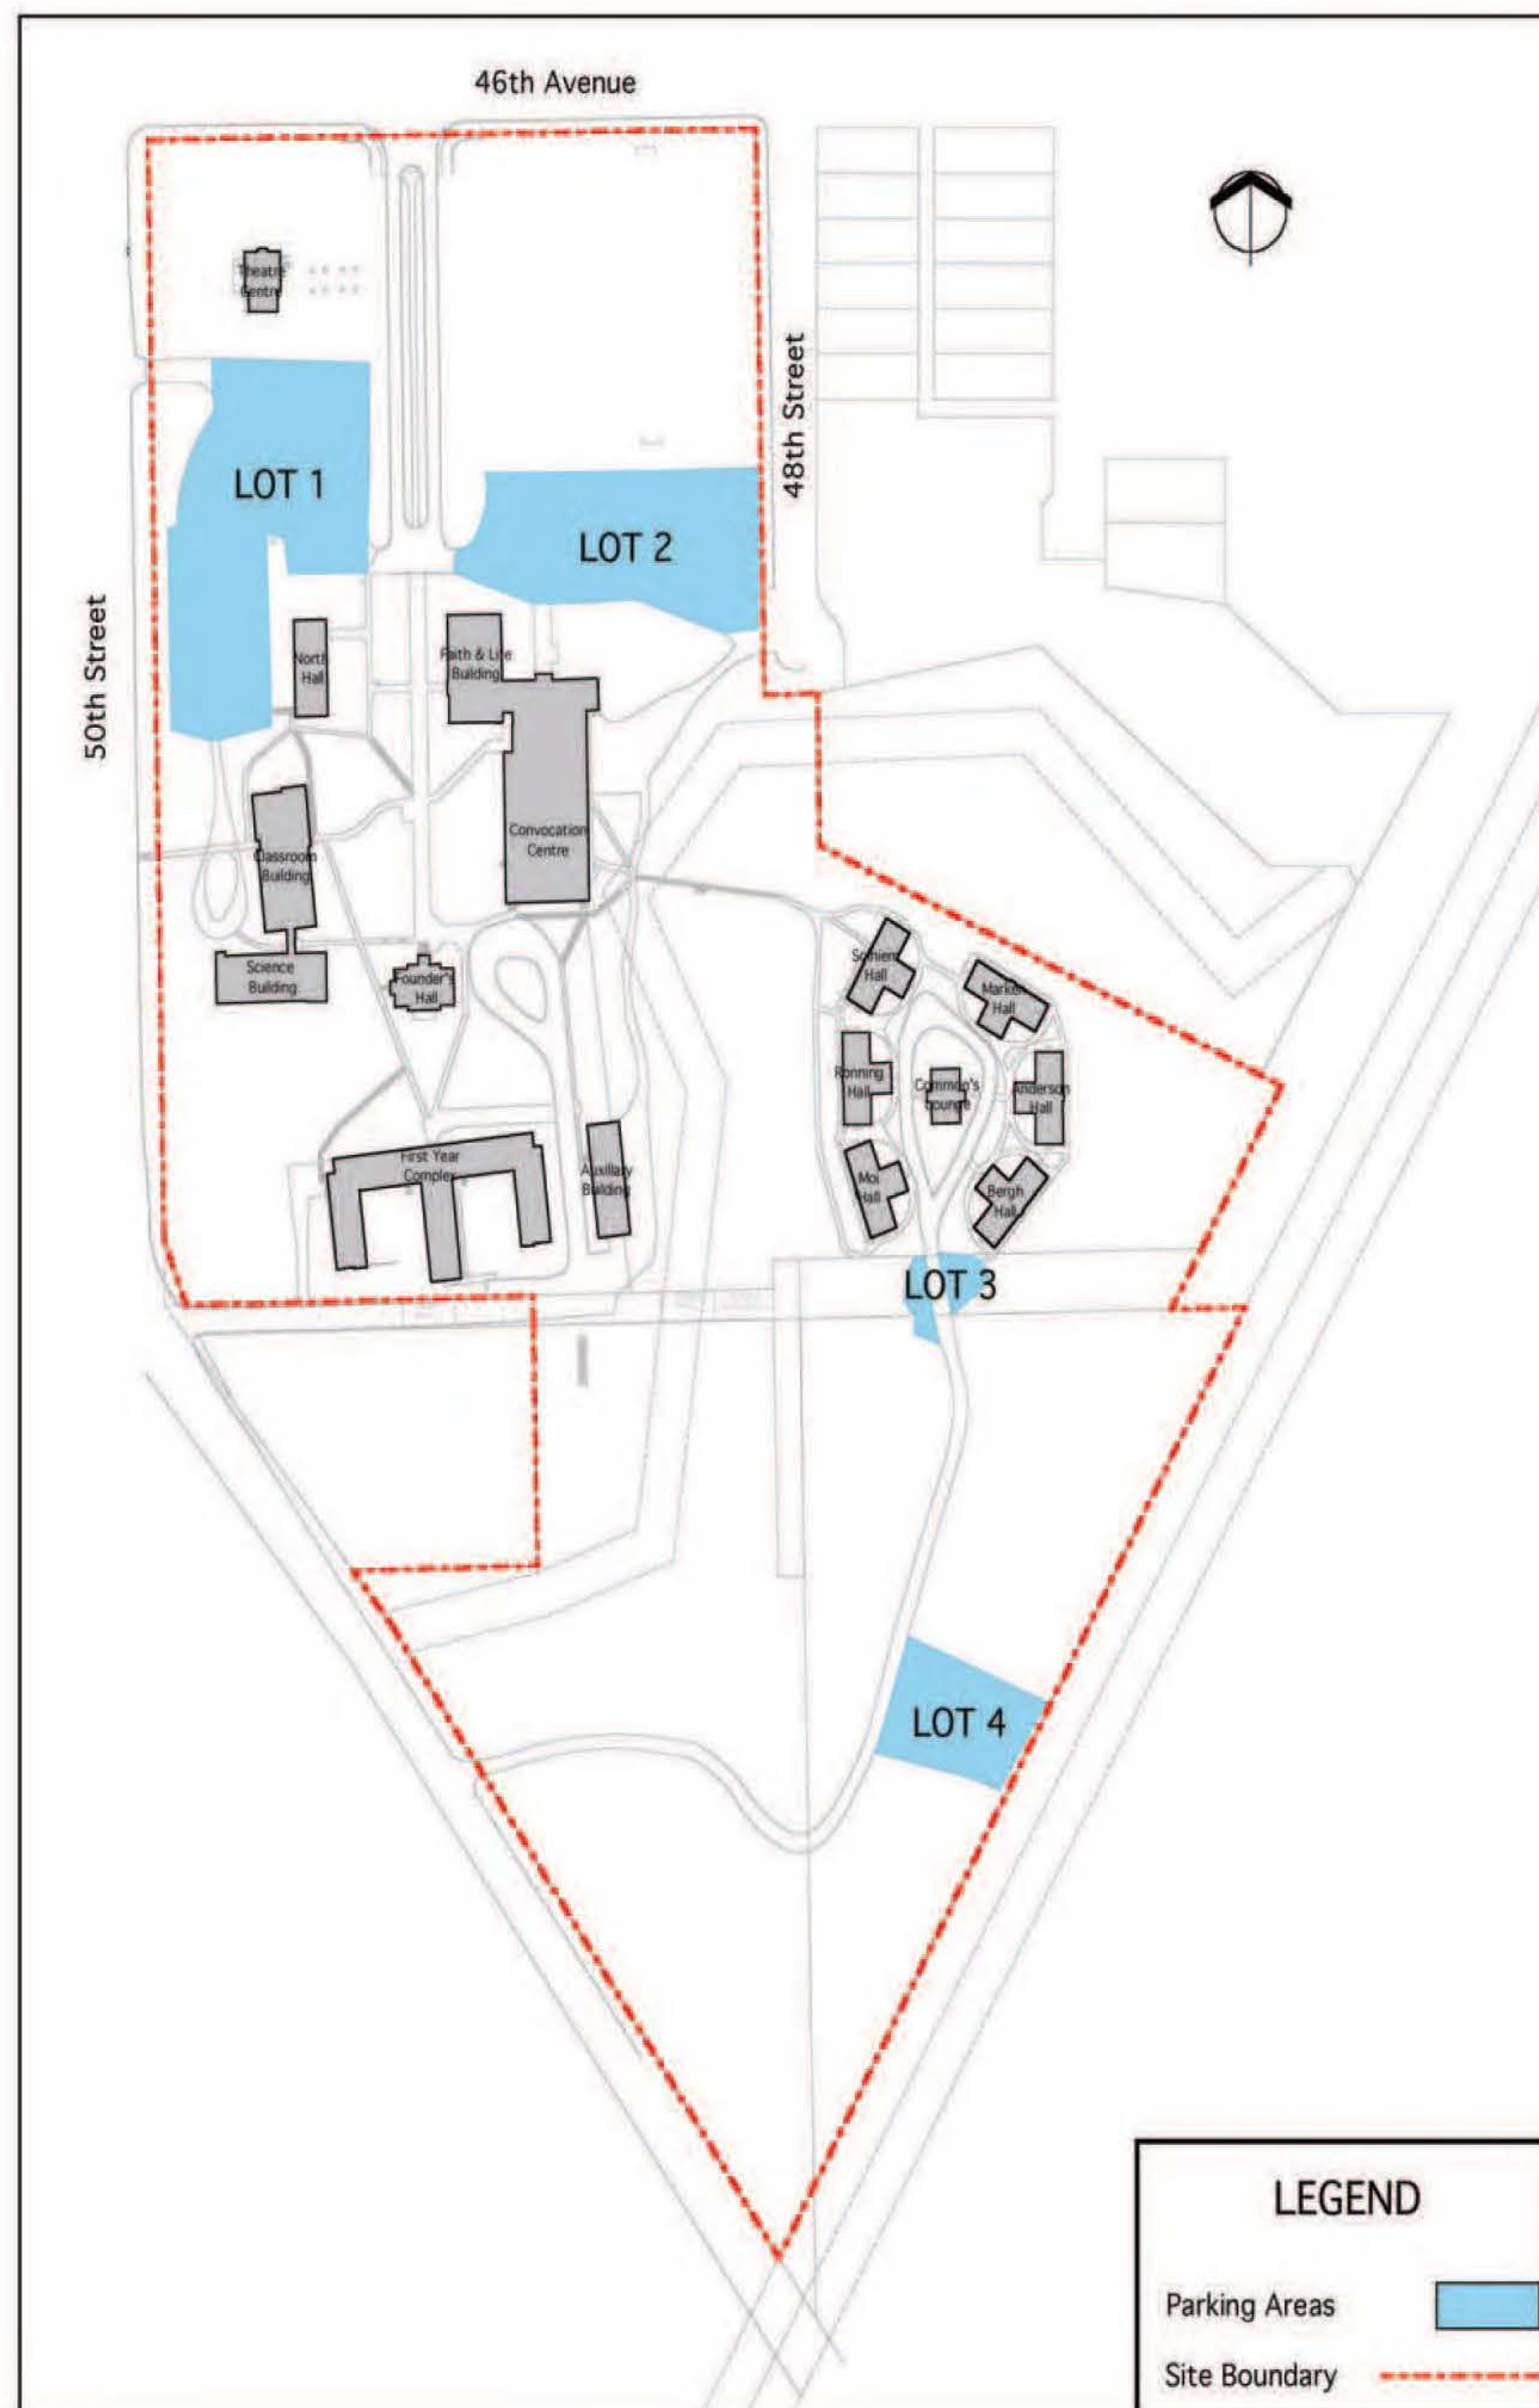 46th Avenue
Theatre
Centre
48th Street
LOT 1
LOT 2
50th Street
North
Hall
Faith & Life
Building
Convocation
Centre
Classroom
Building
Science
Building
Founder's
Hall
Hall
Marken
Hall
Ronning
Hall
Common's
Lounge
Anderson
Hall
First Year
Complex
Auxillary
Building
Moi
Hall
Bergh
Hall
LOT 3
LOT 4
LEGEND
Parking Areas
Site Boundary